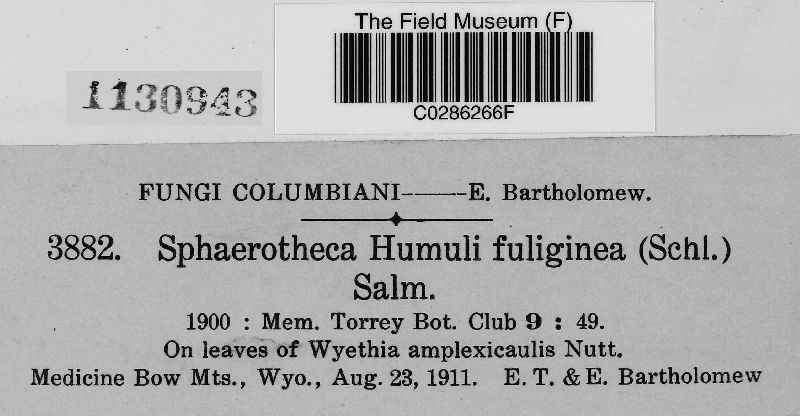 The Field Museum (F)
C0286266F
1130943
FUNGI COLUMBIANI——E. Bartholomew.
3882. Sphaerotheca Humuli fuliginea (Schl.)
Salm.
1900 : Mem. Torrey Bot. Club 9 : 49.
On leaves of Wyethia amplexicaulis Nutt.
Medicine Bow Mts., Wyo., Aug. 23, 1911. E. T. & E. Bartholomew